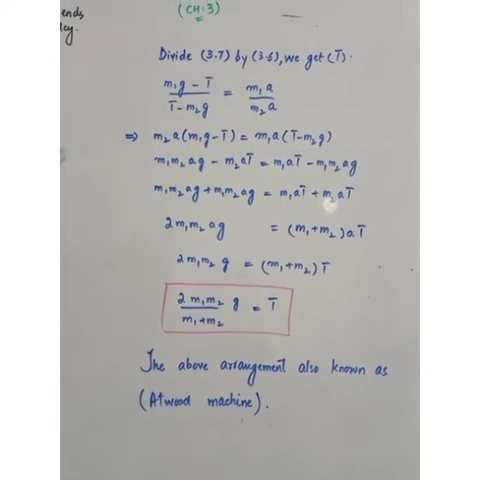 ends
ley.
(CH:3)
Divide (3.7) by (3.6), we get (T).
m₁g - T / T - m₂g = m₁a / m₂a
⇒ m₂a(m₁g-T) = m₁a(T-m₂g)
m₁m₂ag - m₂aT = m₁aT - m₁m₂ag
m₁m₂ag + m₁m₂ag = m₁aT + m₂aT
2m₁m₂ag = (m₁+m₂)aT
2m₁m₂g = (m₁+m₂)T
2m₁m₂ / m₁+m₂ g = T
The above arrangement also known as
(Atwood machine).